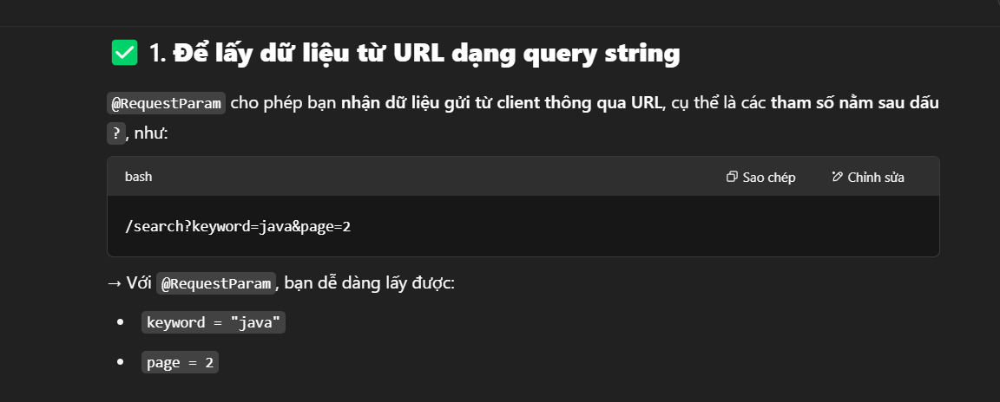 ✅ 1. Để lấy dữ liệu từ URL dạng query string
@RequestParam cho phép bạn nhận dữ liệu gửi từ client thông qua URL, cụ thể là các tham số nằm sau dấu
?, như:
bash Sao chép Chỉnh sửa
/search?keyword=java&page=2
→ Với @RequestParam, bạn dễ dàng lấy được:
• keyword = "java"
• page = 2